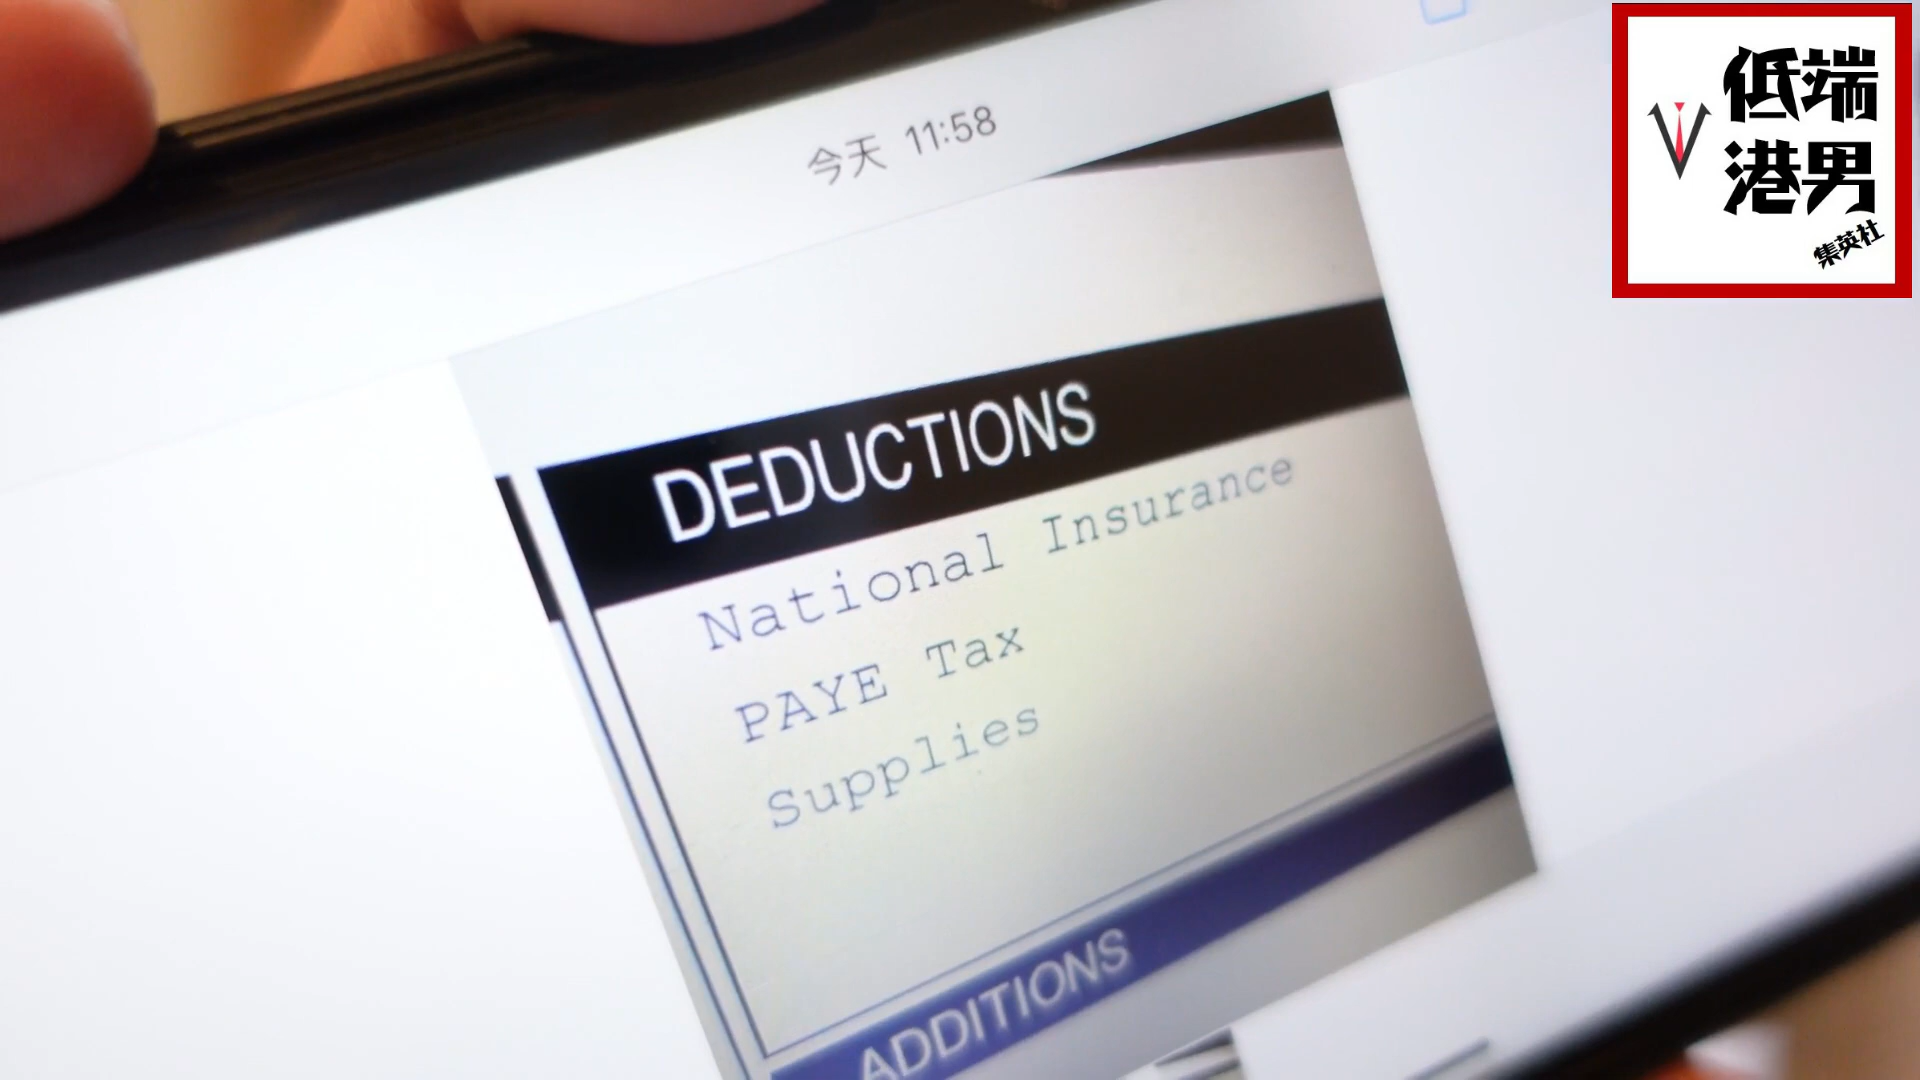 今天 11:58
DEDUCTIONS
National Insurance
PAYE Tax
Supplies
ADDITIONS
低端
港男
集英社